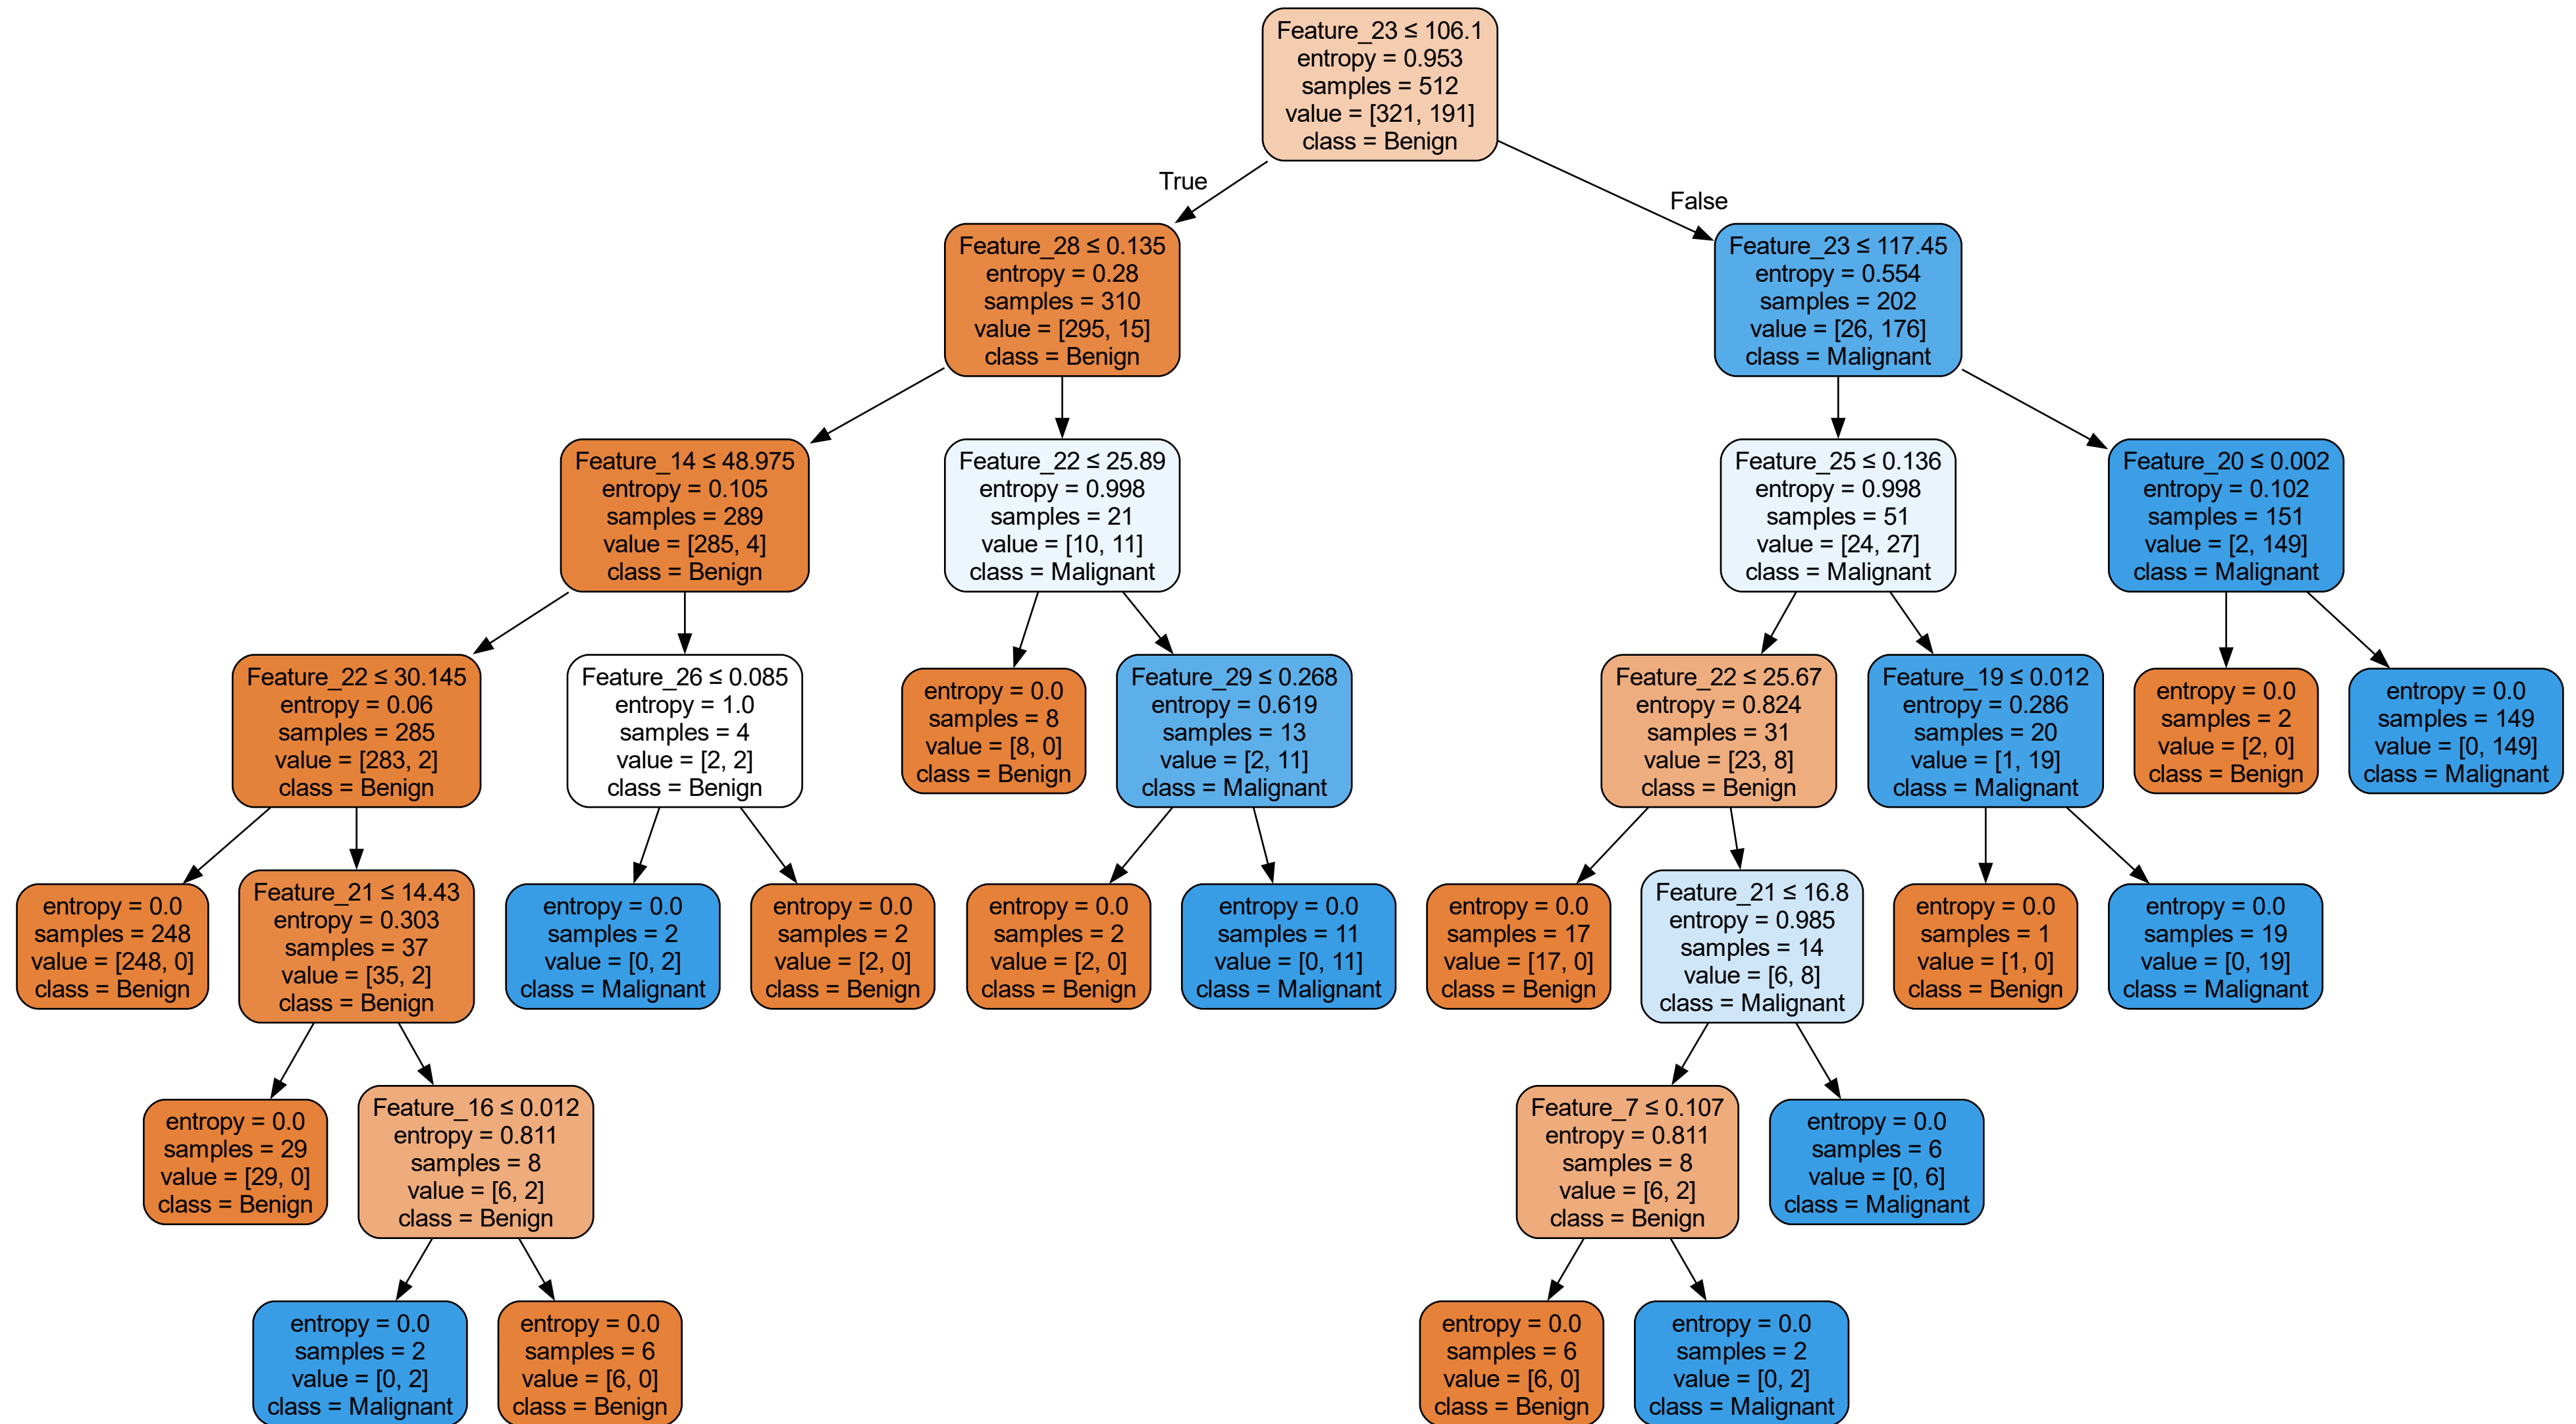 Feature_23 ≤ 106.1
entropy = 0.953
samples = 512
value = [321, 191]
class = Benign
True
False
Feature_28 ≤ 0.135
entropy = 0.28
samples = 310
value = [295, 15]
class = Benign
Feature_23 ≤ 117.45
entropy = 0.554
samples = 202
value = [26, 176]
class = Malignant
Feature_14 ≤ 48.975
entropy = 0.105
samples = 289
value = [285, 4]
class = Benign
Feature_22 ≤ 25.89
entropy = 0.998
samples = 21
value = [10, 11]
class = Malignant
Feature_25 ≤ 0.136
entropy = 0.998
samples = 51
value = [24, 27]
class = Malignant
Feature_20 ≤ 0.002
entropy = 0.102
samples = 151
value = [2, 149]
class = Malignant
Feature_22 ≤ 30.145
entropy = 0.06
samples = 285
value = [283, 2]
class = Benign
Feature_26 ≤ 0.085
entropy = 1.0
samples = 4
value = [2, 2]
class = Benign
entropy = 0.0
samples = 8
value = [8, 0]
class = Benign
Feature_29 ≤ 0.268
entropy = 0.619
samples = 13
value = [2, 11]
class = Malignant
Feature_22 ≤ 25.67
entropy = 0.824
samples = 31
value = [23, 8]
class = Benign
Feature_19 ≤ 0.012
entropy = 0.286
samples = 20
value = [1, 19]
class = Malignant
entropy = 0.0
samples = 2
value = [2, 0]
class = Benign
entropy = 0.0
samples = 149
value = [0, 149]
class = Malignant
entropy = 0.0
samples = 248
value = [248, 0]
class = Benign
Feature_21 ≤ 14.43
entropy = 0.303
samples = 37
value = [35, 2]
class = Benign
entropy = 0.0
samples = 2
value = [0, 2]
class = Malignant
entropy = 0.0
samples = 2
value = [2, 0]
class = Benign
entropy = 0.0
samples = 2
value = [2, 0]
class = Benign
entropy = 0.0
samples = 11
value = [0, 11]
class = Malignant
entropy = 0.0
samples = 17
value = [17, 0]
class = Benign
Feature_21 ≤ 16.8
entropy = 0.985
samples = 14
value = [6, 8]
class = Malignant
entropy = 0.0
samples = 1
value = [1, 0]
class = Benign
entropy = 0.0
samples = 19
value = [0, 19]
class = Malignant
entropy = 0.0
samples = 29
value = [29, 0]
class = Benign
Feature_16 ≤ 0.012
entropy = 0.811
samples = 8
value = [6, 2]
class = Benign
Feature_7 ≤ 0.107
entropy = 0.811
samples = 8
value = [6, 2]
class = Benign
entropy = 0.0
samples = 6
value = [0, 6]
class = Malignant
entropy = 0.0
samples = 2
value = [0, 2]
class = Malignant
entropy = 0.0
samples = 6
value = [6, 0]
class = Benign
entropy = 0.0
samples = 6
value = [6, 0]
class = Benign
entropy = 0.0
samples = 2
value = [0, 2]
class = Malignant